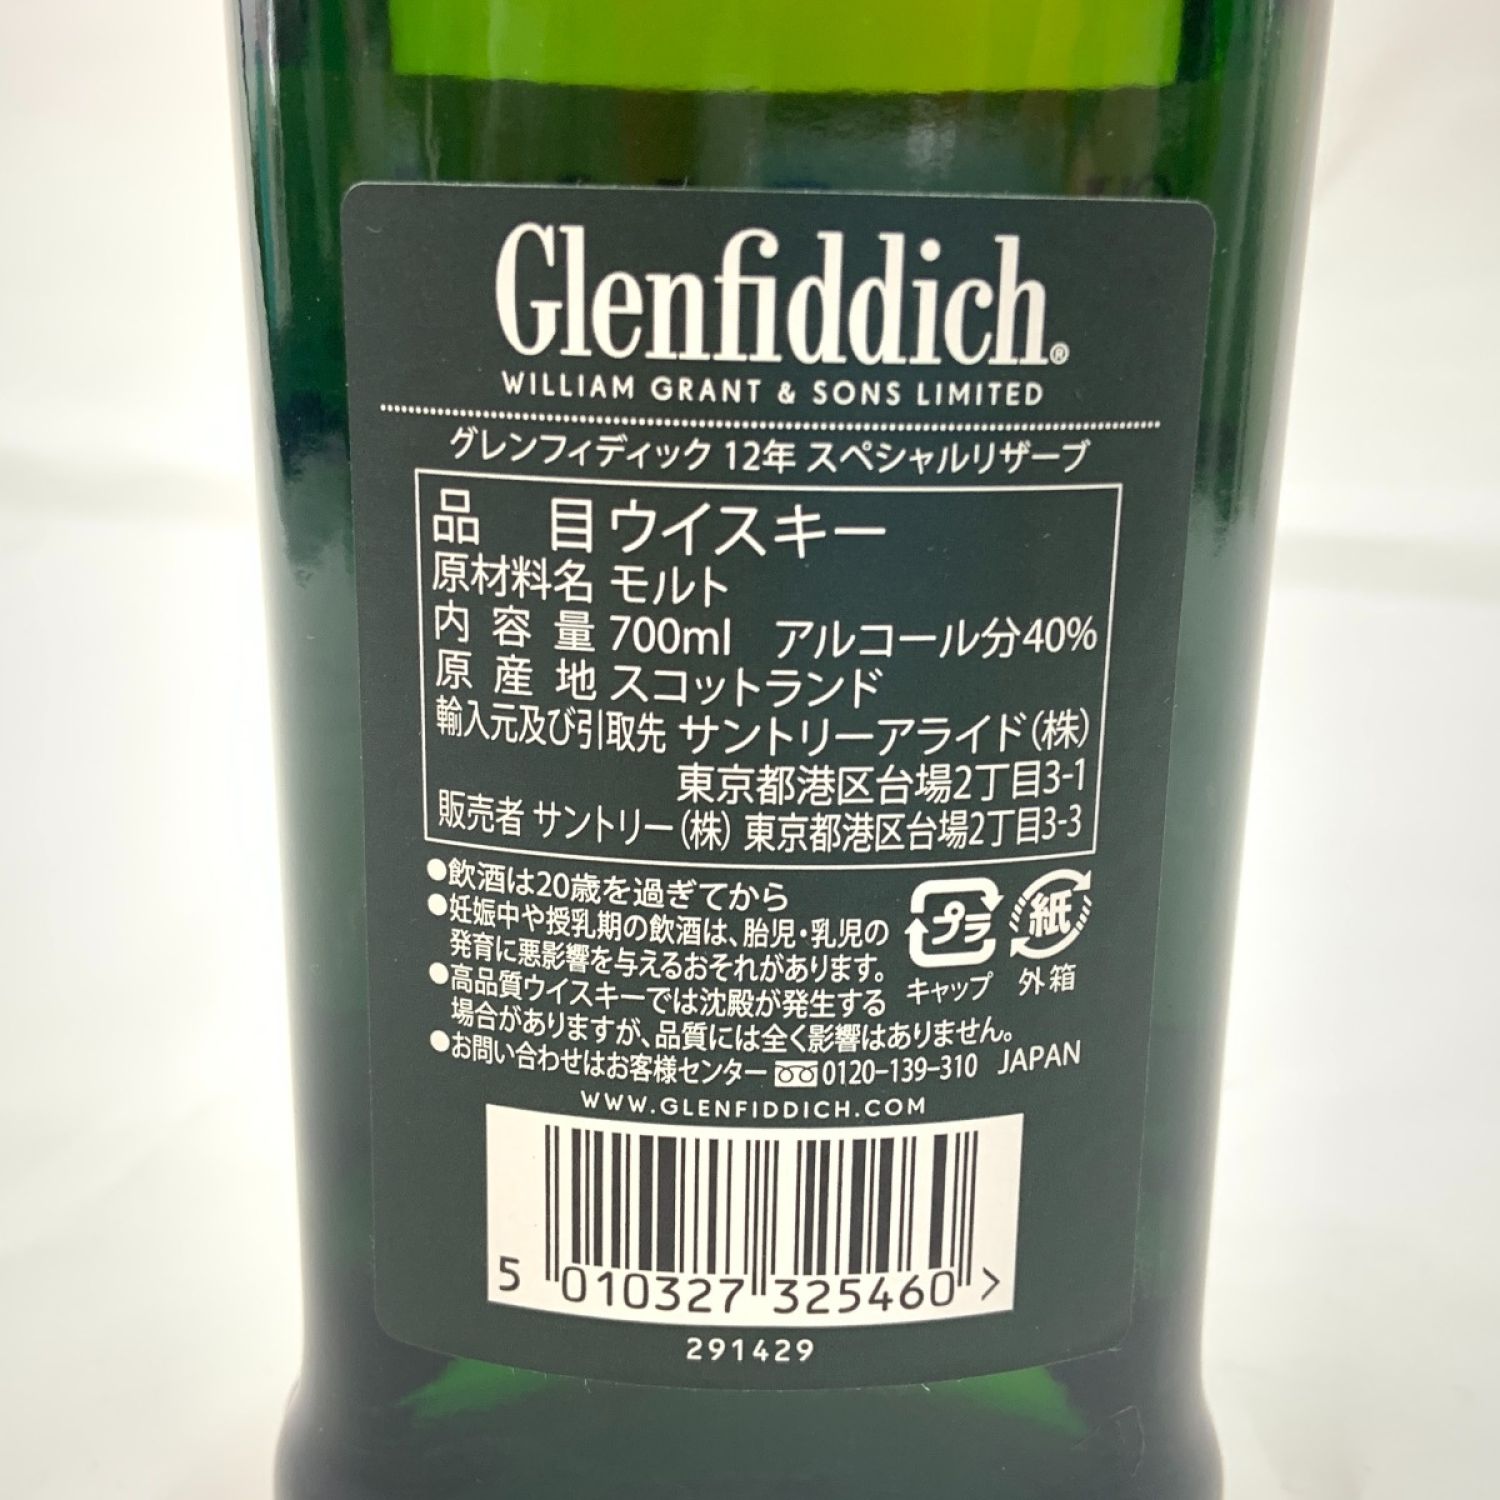 Glenfiddich®
WILLIAM GRANT & SONS LIMITED
グレンフィディック 12年 スペシャルリザーブ
品目 ウイスキー
原材料名 モルト
内容量 700ml アルコール分40%
原産地 スコットランド
輸入元及び引取先 サントリーアライド(株)
東京都港区台場2丁目3-1
販売者 サントリー(株) 東京都港区台場2丁目3-3
●飲酒は20歳を過ぎてから
●妊娠中や授乳期の飲酒は、胎児・乳児の
発育に悪影響を与えるおそれがあります。
●高品質ウイスキーでは沈殿が発生する
場合がありますが、品質には全く影響はありません。
●お問い合わせはお客様センター 0120-139-310 JAPAN
プラ
キャップ
紙
外箱
WWW.GLENFIDDICH.COM
5 010327 325460 >
291429